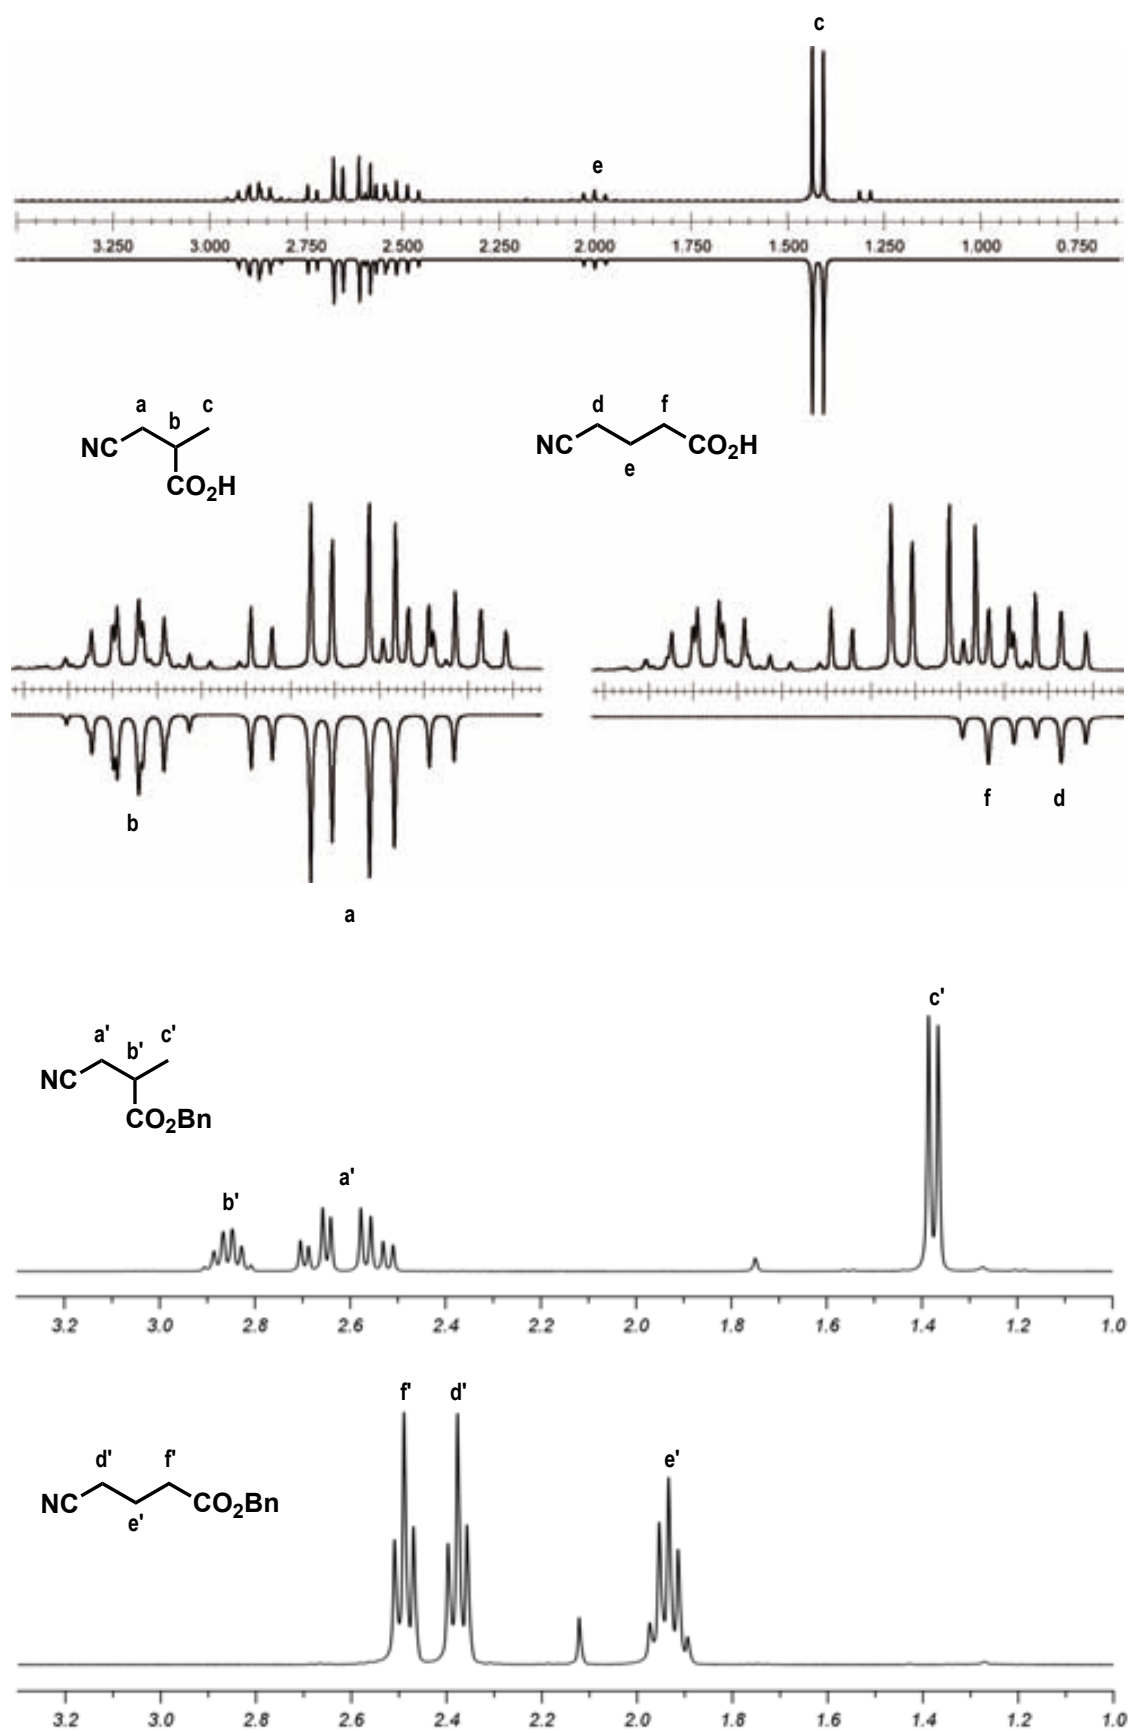 c
e
3.250 3.000 2.750 2.500 2.250 2.000 1.750 1.500 1.250 1.000 0.750
a b c
NC
CO2H
d f
NC CO2H
e
b
a
f d
c'
a' b' c'
NC
CO2Bn
b' a'
3.2 3.0 2.8 2.6 2.4 2.2 2.0 1.8 1.6 1.4 1.2 1.0
f' d' e'
d' f'
NC CO2Bn
e'
3.2 3.0 2.8 2.6 2.4 2.2 2.0 1.8 1.6 1.4 1.2 1.0